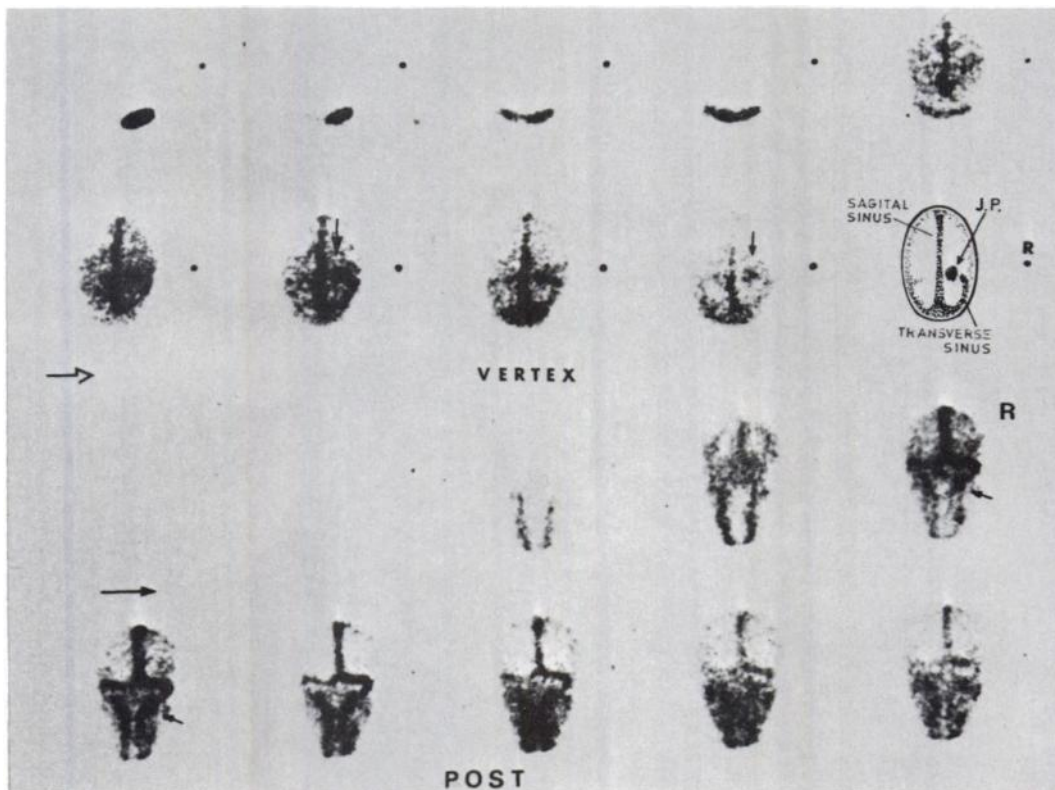 SAGITAL
SINUS
J.P.
R
TRANSVERSE
SINUS
VERTEX
R
POST